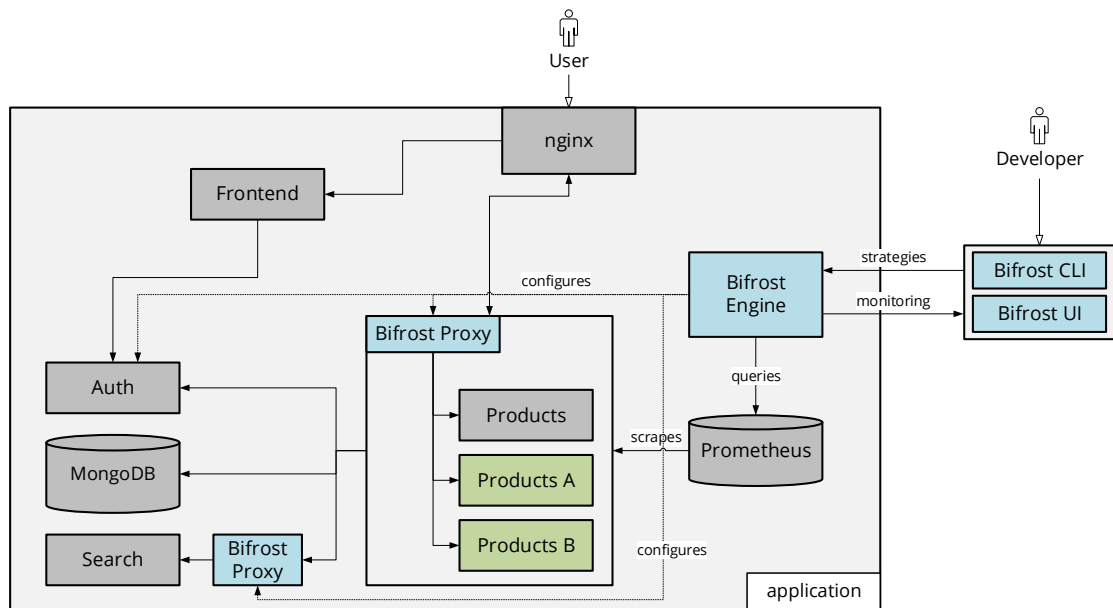 User
nginx
Developer
Frontend
strategies
Bifrost CLI
configures
Bifrost
Engine
monitoring
Bifrost UI
Bifrost Proxy
Auth
queries
Products
scrapes
Prometheus
MongoDB
Products A
Products B
configures
Search
Bifrost
Proxy
application